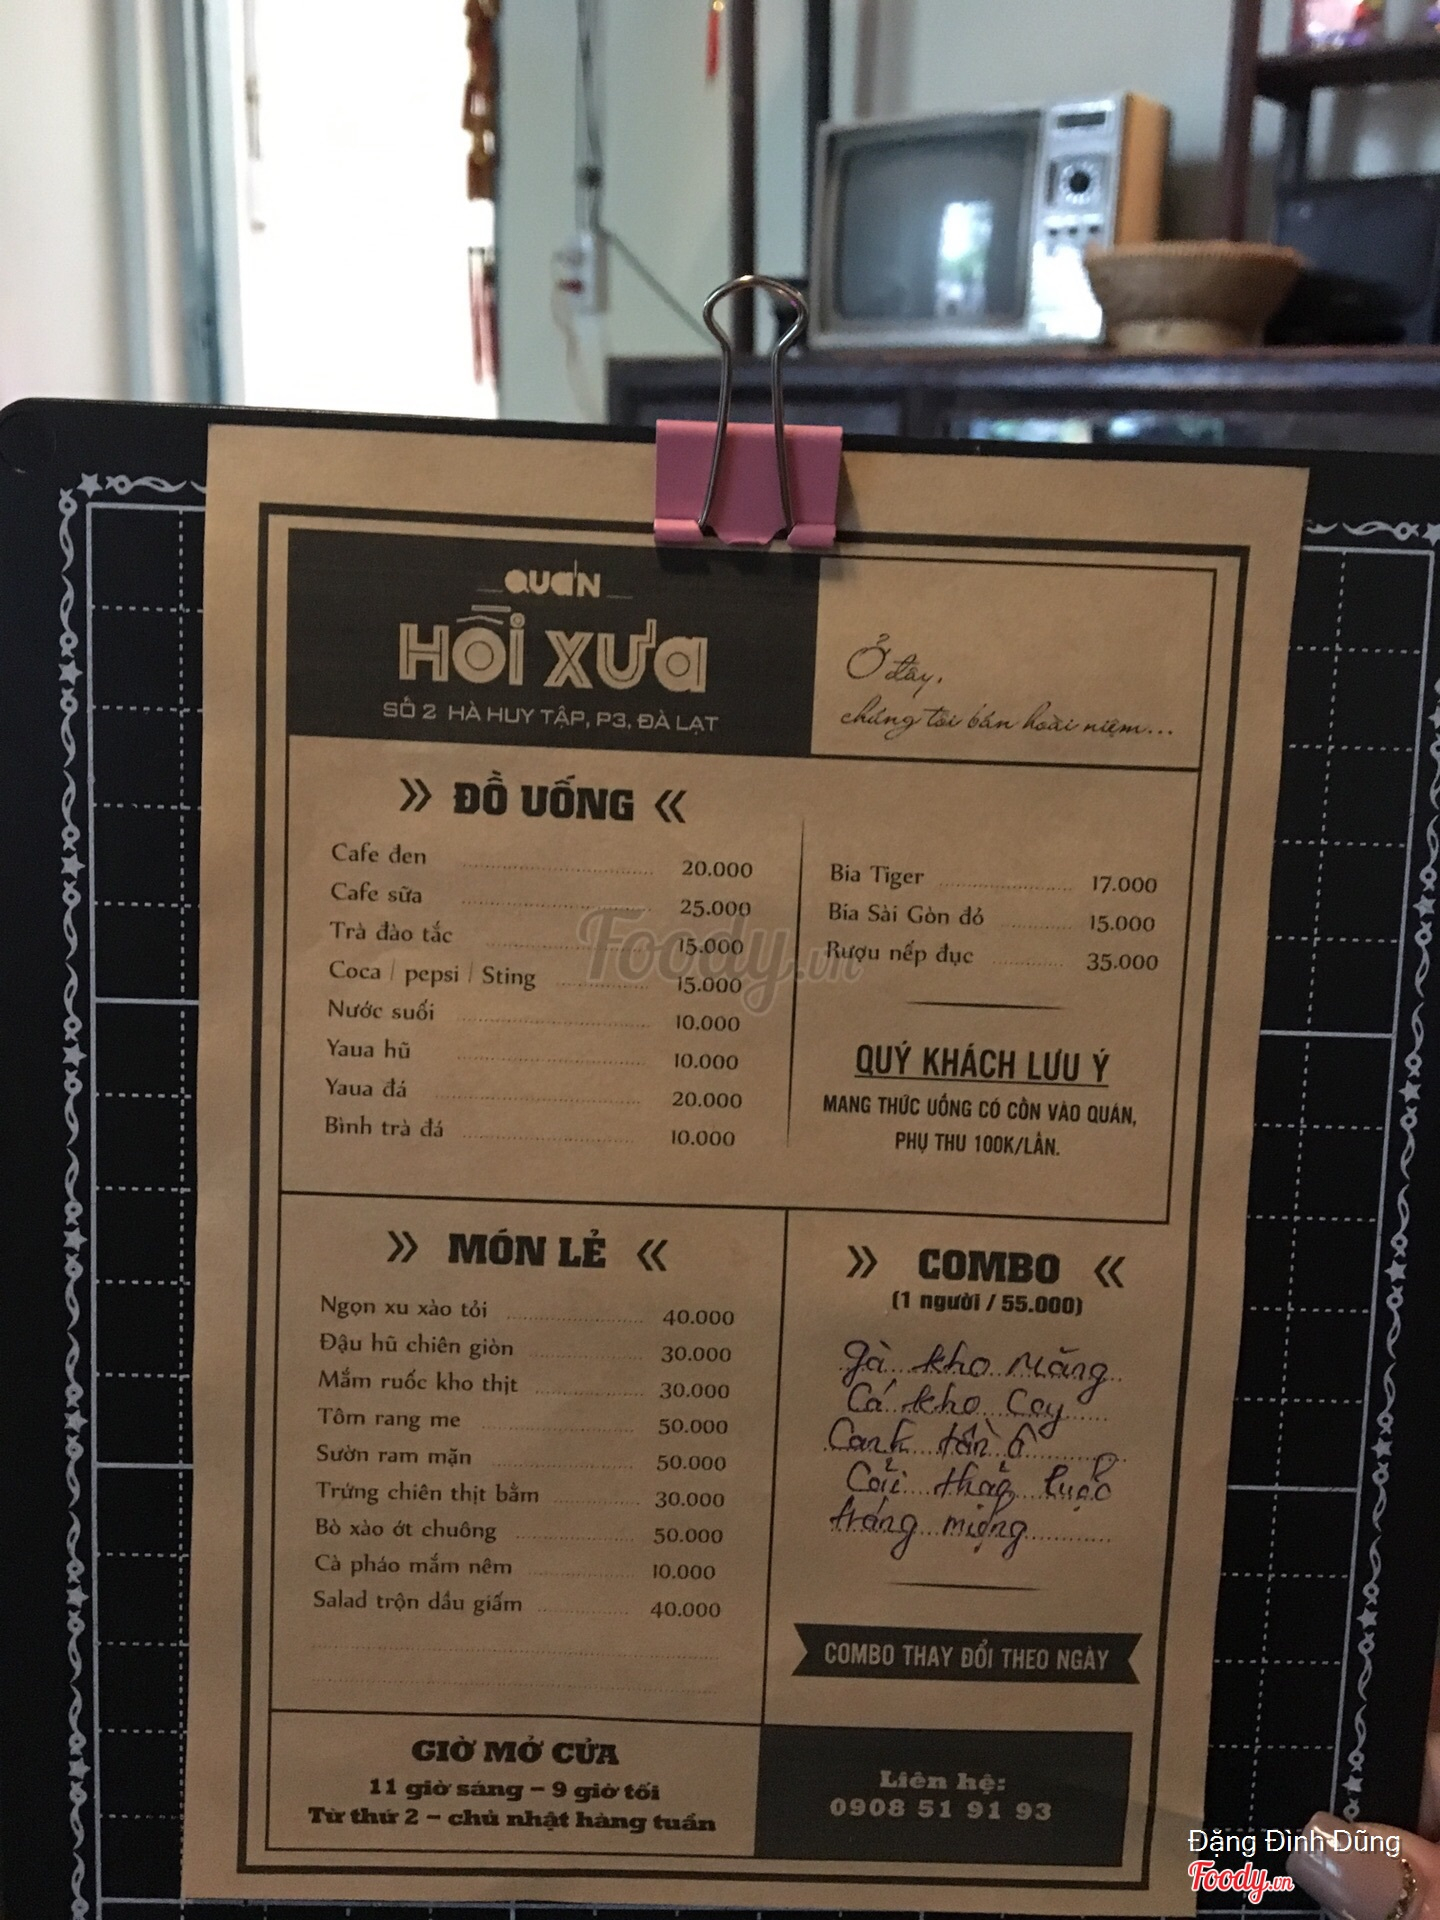 QUÁN
HỒI XƯA
SỐ 2 HÀ HUY TẬP, P3, ĐÀ LẠT
Ở đây,
chúng tôi bán hoài niệm...
» ĐỒ UỐNG «
Cafe đen 20.000
Cafe sữa 25.000
Trà đào tắc 15.000
Coca / pepsi / Sting 15.000
Nước suối 10.000
Yaua hũ 10.000
Yaua đá 20.000
Bình trà đá 10.000
Bia Tiger 17.000
Bia Sài Gòn đỏ 15.000
Rượu nếp đục 35.000
QUÝ KHÁCH LƯU Ý
MANG THỨC UỐNG CÓ CỒN VÀO QUÁN,
PHỤ THU 100K/LẦN.
» MÓN LẺ «
Ngọn xu xào tỏi 40.000
Đậu hũ chiên giòn 30.000
Mắm ruốc kho thịt 30.000
Tôm rang me 50.000
Sườn ram mặn 50.000
Trứng chiên thịt bằm 30.000
Bò xào ớt chuông 50.000
Cà pháo mắm nêm 10.000
Salad trộn dầu giấm 40.000
» COMBO «
(1 người / 55.000)
gà kho măng
Cá kho cay
Canh tần ô
Cải thảo luộc
tráng miệng
COMBO THAY ĐỔI THEO NGÀY
GIỜ MỞ CỬA
11 giờ sáng - 9 giờ tối
Từ thứ 2 - chủ nhật hàng tuần
Liên hệ:
0908 51 91 93
Foody.vn
Đặng Đình Dũng
Foody.vn